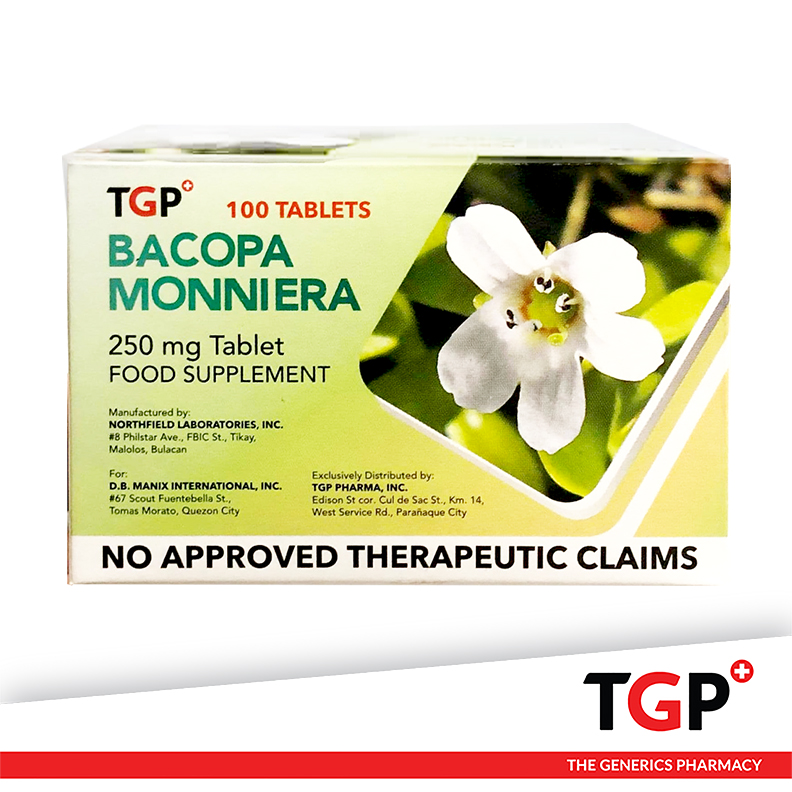 TGP
100 TABLETS
BACOPA
MONNIERA
250 mg Tablet
FOOD SUPPLEMENT
Manufactured by:
NORTHFIELD LABORATORIES, INC.
#8 Philstar Ave., FBIC St., Tikay,
Malolos, Bulacan
For:
D.B. MANIX INTERNATIONAL, INC.
#67 Scout Fuentebella St.,
Tomas Morato, Quezon City
Exclusively Distributed by:
TGP PHARMA, INC.
Edison St cor. Cul de Sac St., Km. 14,
West Service Rd., Parañaque City
NO APPROVED THERAPEUTIC CLAIMS
TGP
THE GENERICS PHARMACY